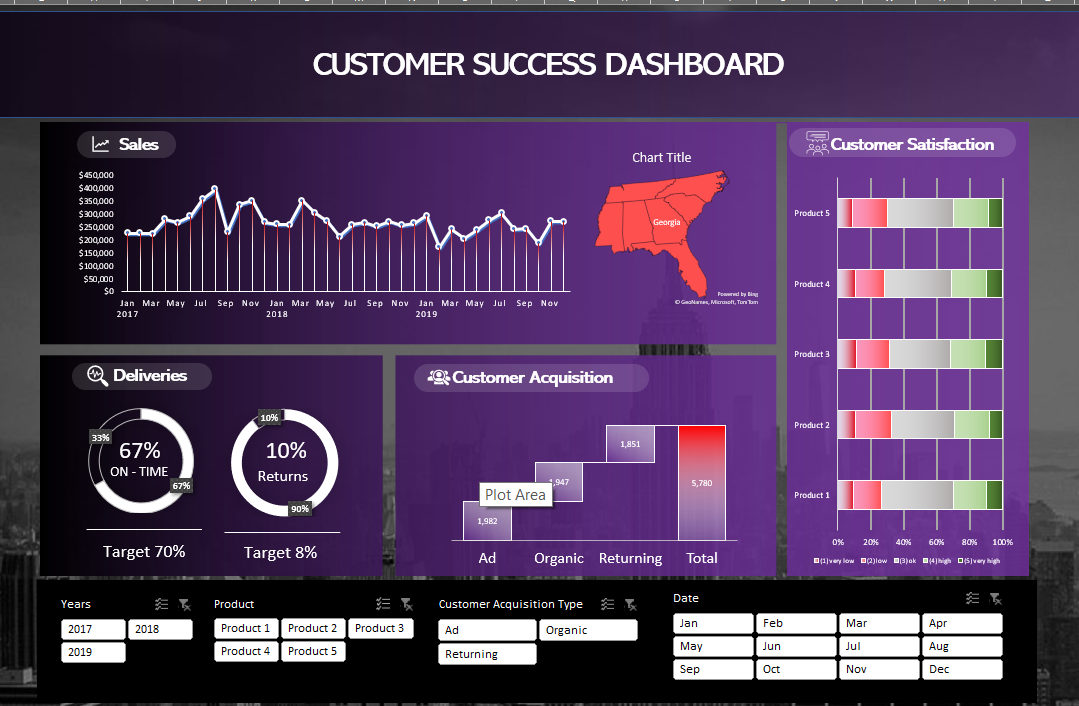 CUSTOMER SUCCESS DASHBOARD
Sales
$450,000
$400,000
$350,000
$300,000
$250,000
$200,000
$150,000
$100,000
$50,000
$0
Jan Mar May Jul Sep Nov Jan Mar May Jul Sep Nov Jan Mar May Jul Sep Nov
2017 2018 2019
Chart Title
Georgia
Powered by Bing
© GeoNames, Microsoft, TomTom
Customer Satisfaction
Product 5
Product 4
Product 3
Product 2
Product 1
0% 20% 40% 60% 80% 100%
(1)very low (2)low (3)ok (4)high (5)very high
Deliveries
33%
67%
ON - TIME
67%
Target 70%
10%
10%
Returns
90%
Target 8%
Customer Acquisition
1,851
,947
Plot Area
5,780
1,982
Ad Organic Returning Total
Years
2017 2018
2019
Product
Product 1 Product 2 Product 3
Product 4 Product 5
Customer Acquisition Type
Ad Organic
Returning
Date
Jan Feb Mar Apr
May Jun Jul Aug
Sep Oct Nov Dec